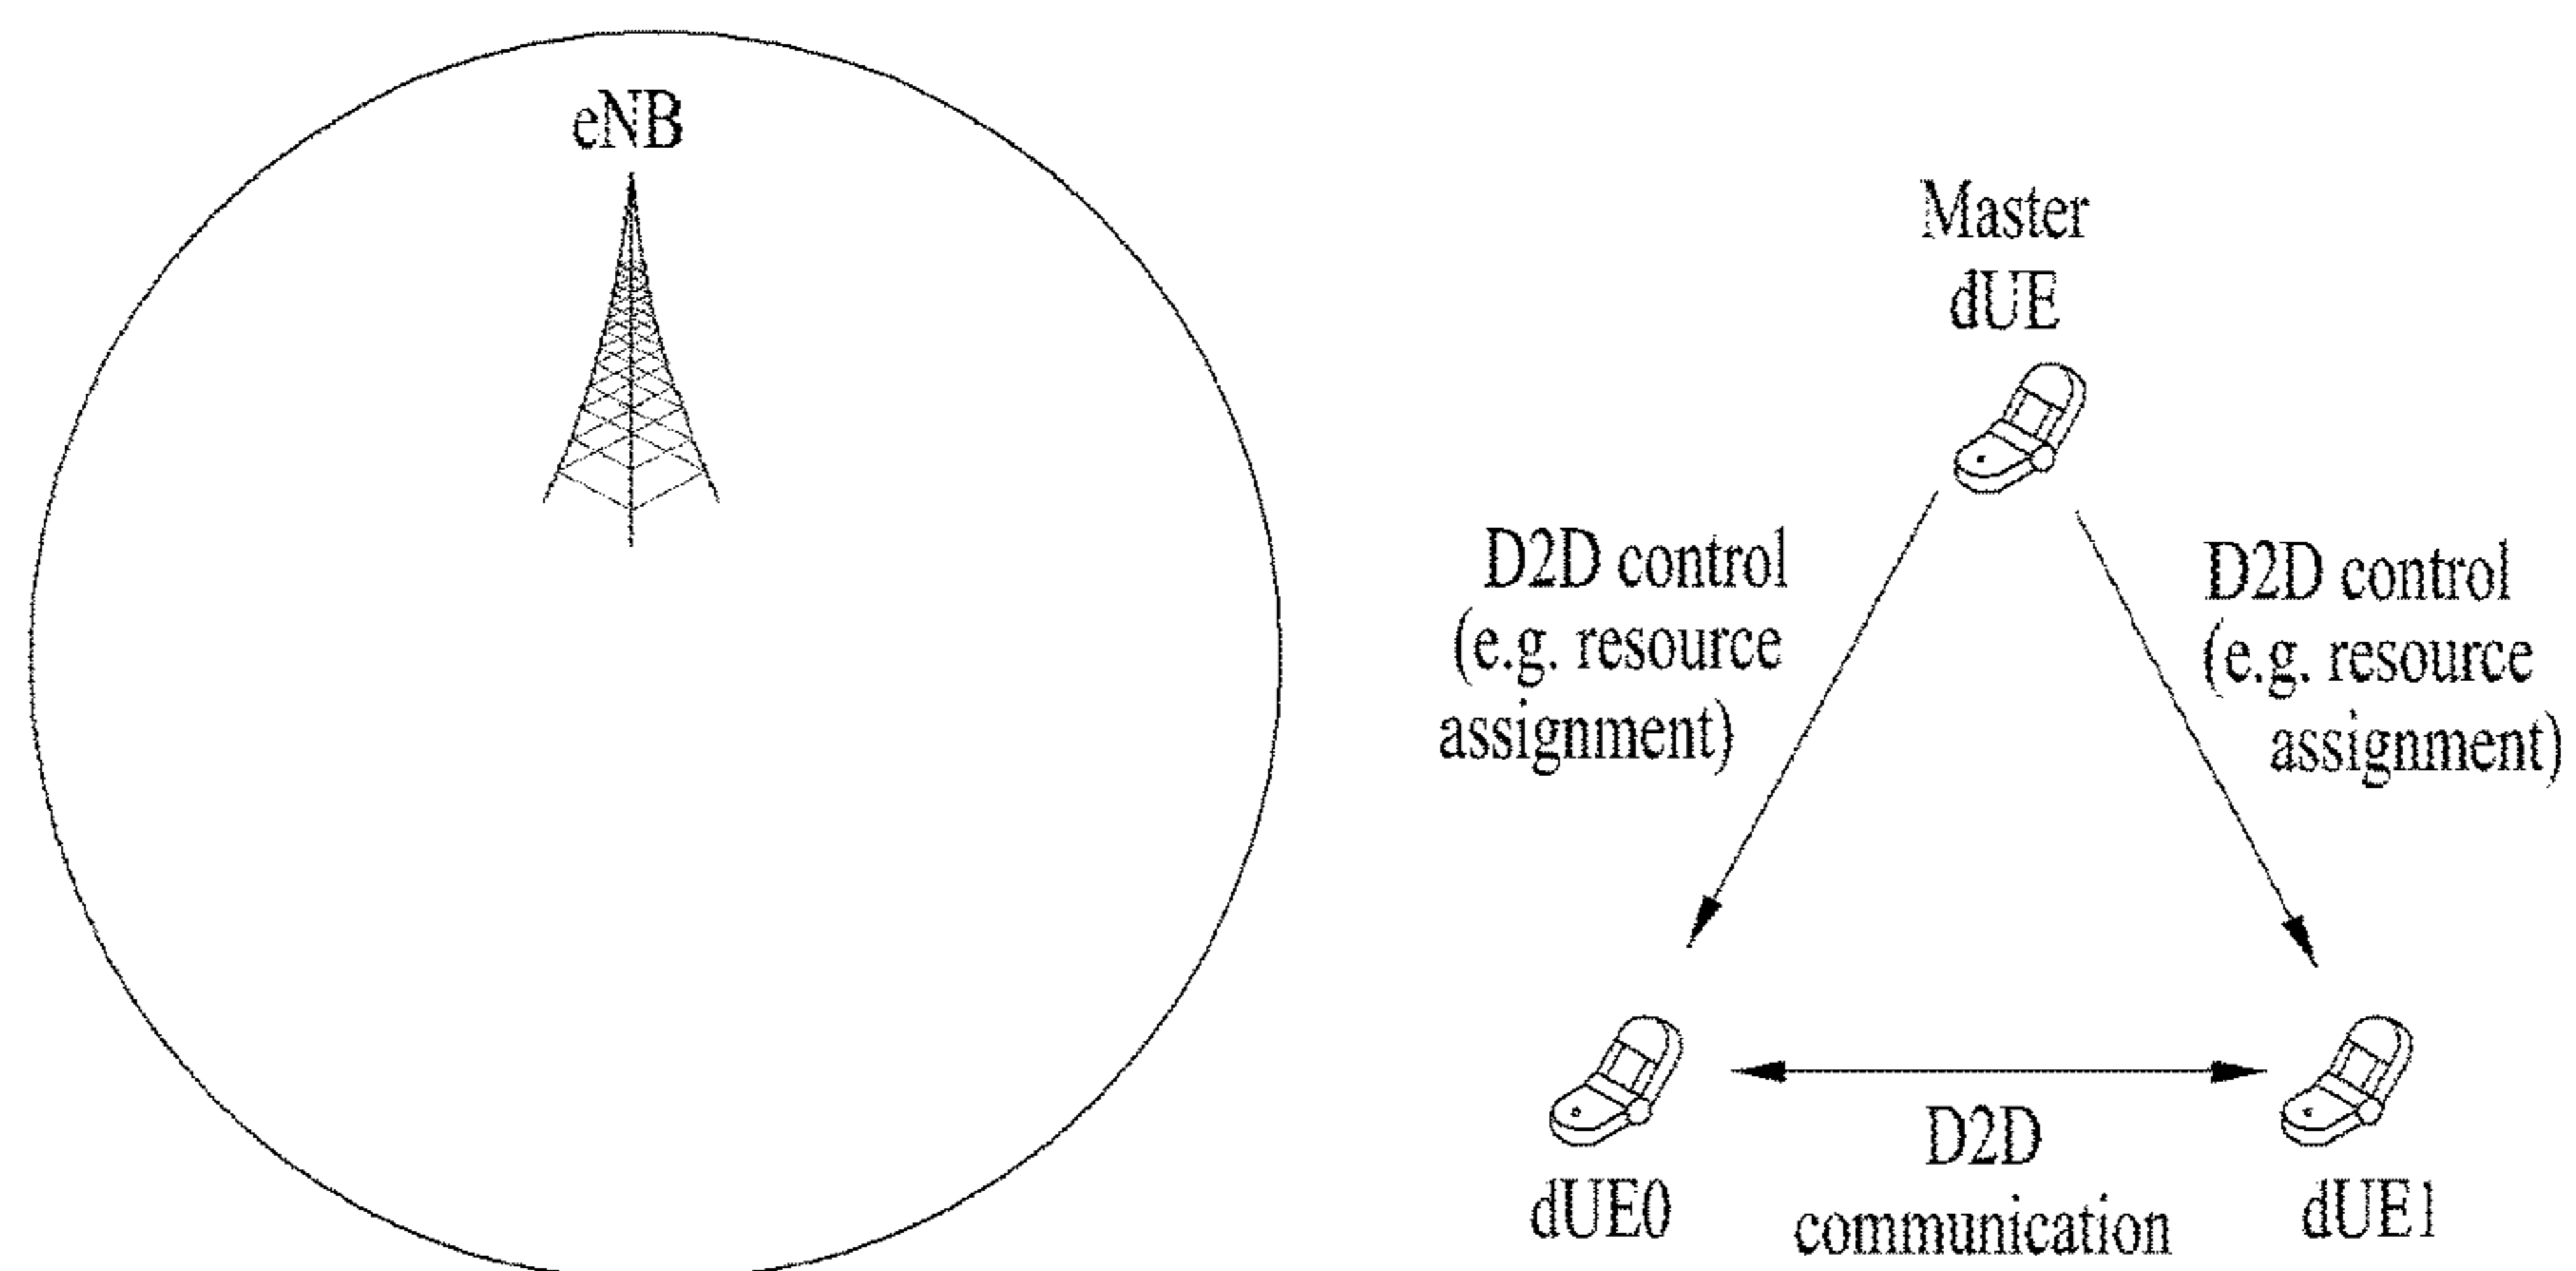 eNB
Master
dUE
D2D control
(e.g. resource
assignment)
D2D control
(e.g. resource
assignment)
D2D
communication
dUE0
dUE1